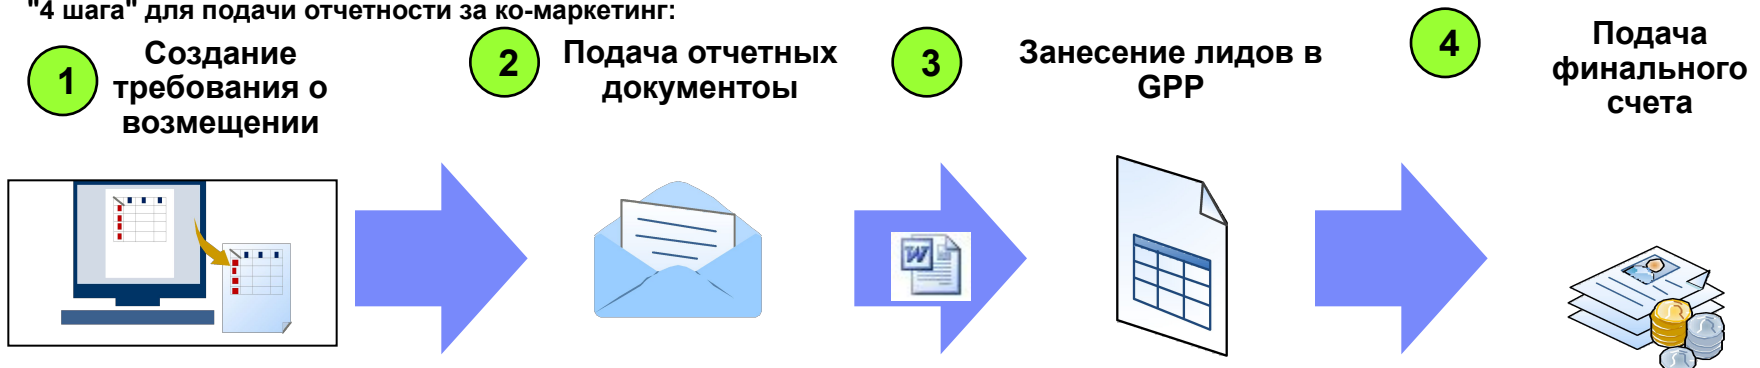 "4 шага" для подачи отчетности за ко-маркетинг:
1
Создание
требования о
возмещении
2
Подача отчетных
документоы
3
Занесение лидов в
GPP
4
Подача
финального
счета
W